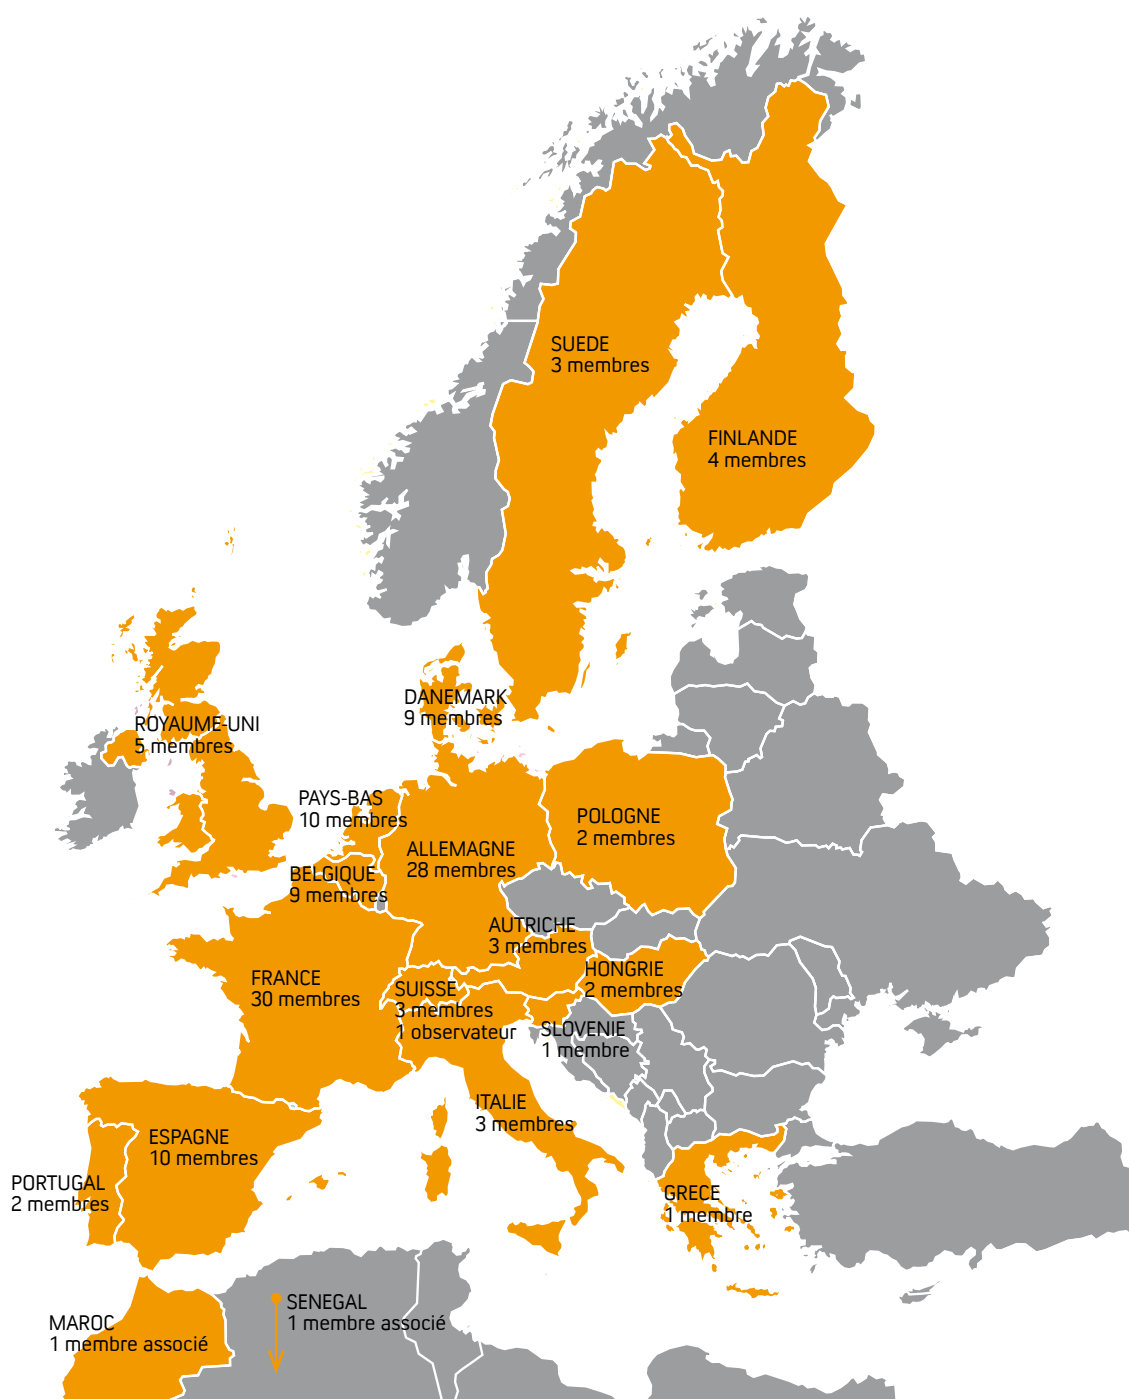 SUEDE
3 membres
FINLANDE
4 membres
DANEMARK
9 membres
ROYAUME-UNI
5 membres
PAYS-BAS
10 membres
POLOGNE
2 membres
ALLEMAGNE
28 membres
BELGIQUE
9 membres
AUTRICHE
3 membres
HONGRIE
2 membres
FRANCE
30 membres
SUISSE
3 membres
1 observateur
SLOVENIE
1 membre
ITALIE
3 membres
ESPAGNE
10 membres
PORTUGAL
2 membres
GRECE
1 membre
SENEGAL
1 membre associé
MAROC
1 membre associé